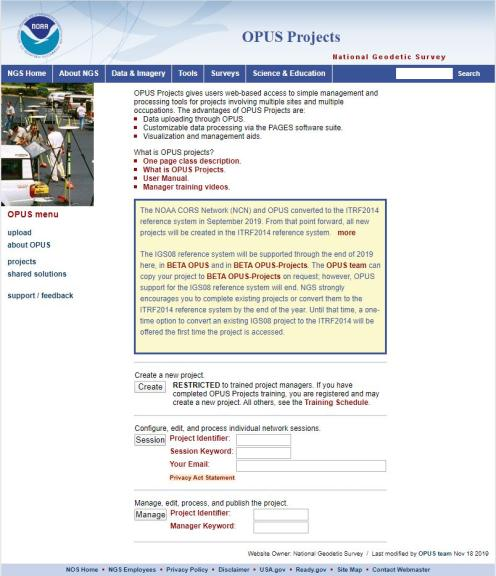 NOAA
OPUS Projects
National Geodetic Survey
NGS Home About NGS Data & Imagery Tools Surveys Science & Education Search
OPUS Projects gives users web-based access to simple management and
processing tools for projects involving multiple sites and multiple
occupations. The advantages of OPUS Projects are:
Data uploading through OPUS.
Customizable data processing via the PAGES software suite.
Visualization and management aids.
What is OPUS projects?
One page class description.
What is OPUS Projects.
User Manual.
Manager training videos.
OPUS menu
upload
about OPUS
projects
shared solutions
support / feedback
The NOAA CORS Network (NCN) and OPUS converted to the ITRF2014
reference system in September 2019. From that point forward, all new
projects will be created in the ITRF2014 reference system. more
The IGS08 reference system will be supported through the end of 2019
here, in BETA OPUS and in BETA OPUS-Projects. The OPUS team can
copy your project to BETA OPUS-Projects on request; however, OPUS
support for the IGS08 reference system will end. NGS strongly
encourages you to complete existing projects or convert them to the
ITRF2014 reference system by the end of the year. Until that time, a one-
time option to convert an existing IGS08 project to the ITRF2014 will be
offered the first time the project is accessed.
Create a new project.
Create RESTRICTED to trained project managers. If you have
completed OPUS Projects training, you are registered and may
create a new project. All others, see the Training Schedule.
Configure, edit, and process individual network sessions.
Session Project Identifier:
Session Keyword:
Your Email:
Privacy Act Statement
Manage, edit, process, and publish the project.
Manage Project Identifier:
Manager Keyword:
Website Owner: National Geodetic Survey / Last modified by OPUS team Nov 18 2019
NOS Home • NGS Employees • Privacy Policy • Disclaimer • USA.gov • Ready.gov • Site Map • Contact Webmaster